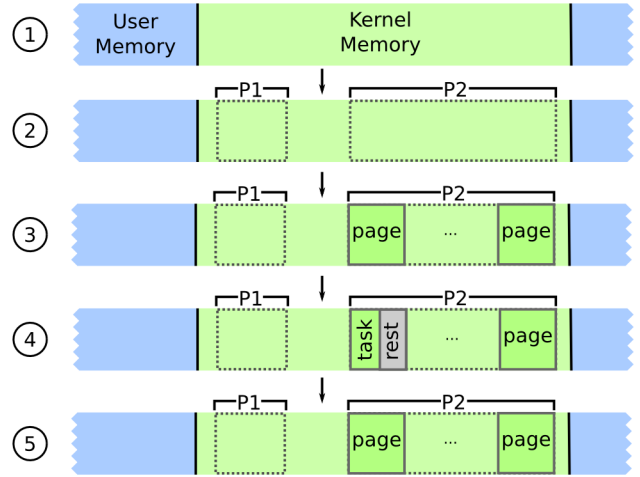 1
User
Memory
Kernel
Memory
P1
P2
2
P1
P2
3
page
...
page
P1
P2
4
task
rest
...
page
P1
P2
5
page
...
page